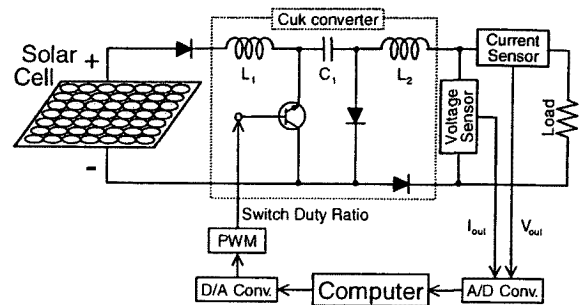 Cuk converter
Solar
Cell
+
-
L1
C1
L2
Current
Sensor
Voltage
Sensor
Load
Switch Duty Ratio
Iout
Vout
PWM
D/A Conv.
Computer
A/D Conv.